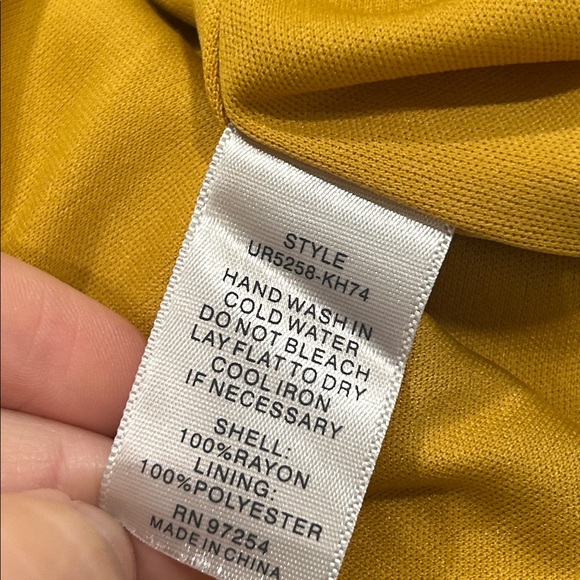 STYLE
UR5258-KH74
HAND WASH IN
COLD WATER
DO NOT BLEACH
LAY FLAT TO DRY
COOL IRON
IF NECESSARY
SHELL:
100%RAYON
LINING:
100%POLYESTER
RN 97254
MADE IN CHINA